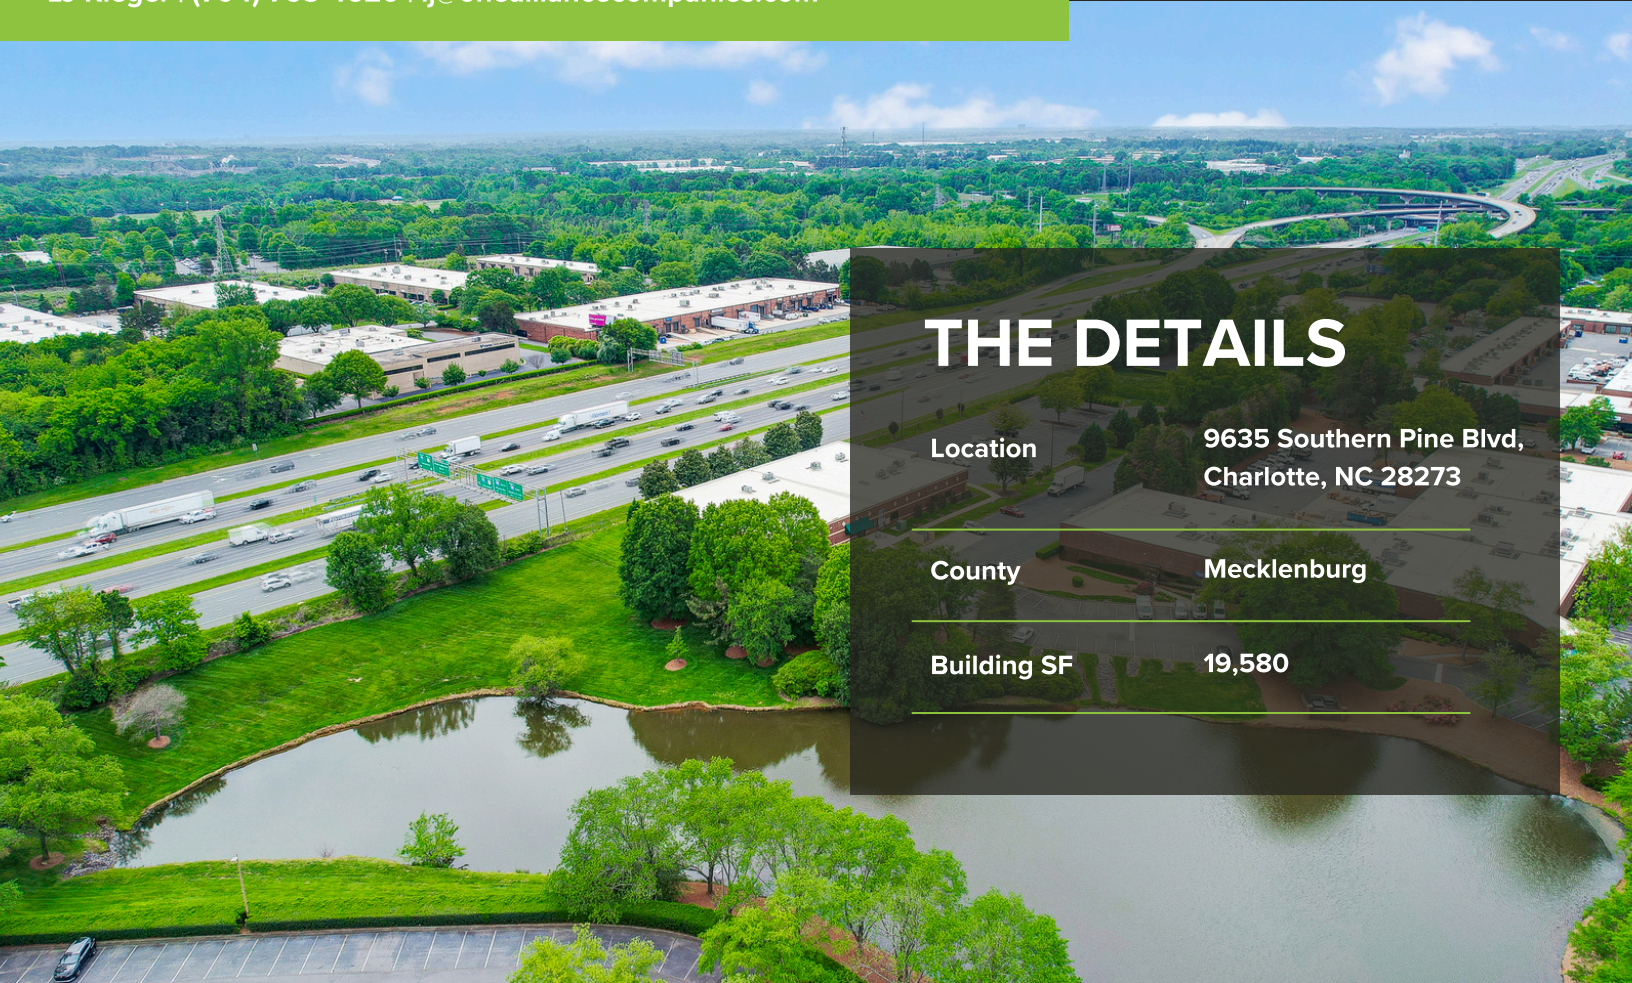 THE DETAILS
Location
9635 Southern Pine Blvd,
Charlotte, NC 28273
County
Mecklenburg
Building SF
19,580